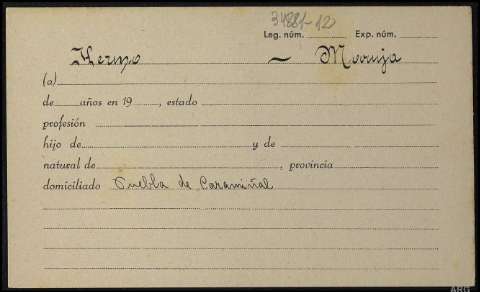 34881-12
Leg. núm. Exp. núm.
Hermo — Moruja
(a)
de años en 19 , estado
profesión
hijo de y de
natural de , provincia
domiciliado Puebla de Caramiñal
ARG